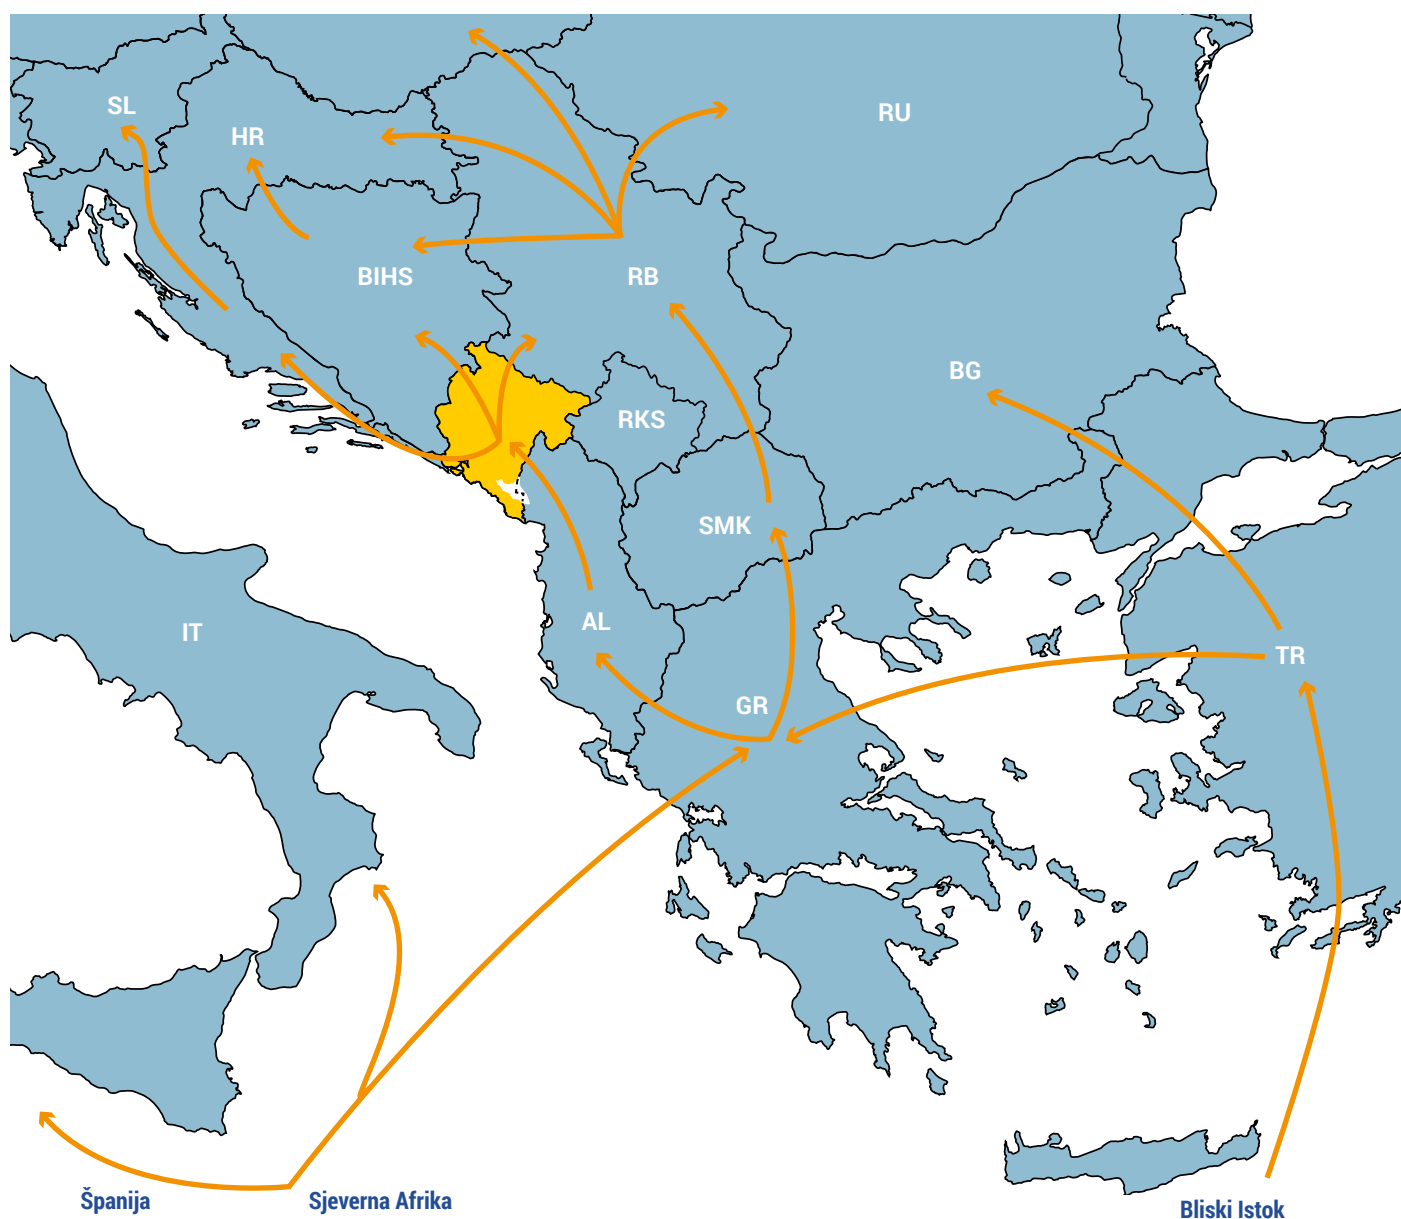 SL
HR
RU
BIHS
RB
BG
RKS
SMK
IT
AL
TR
GR
Španija
Sjeverna Afrika
Bliski Istok